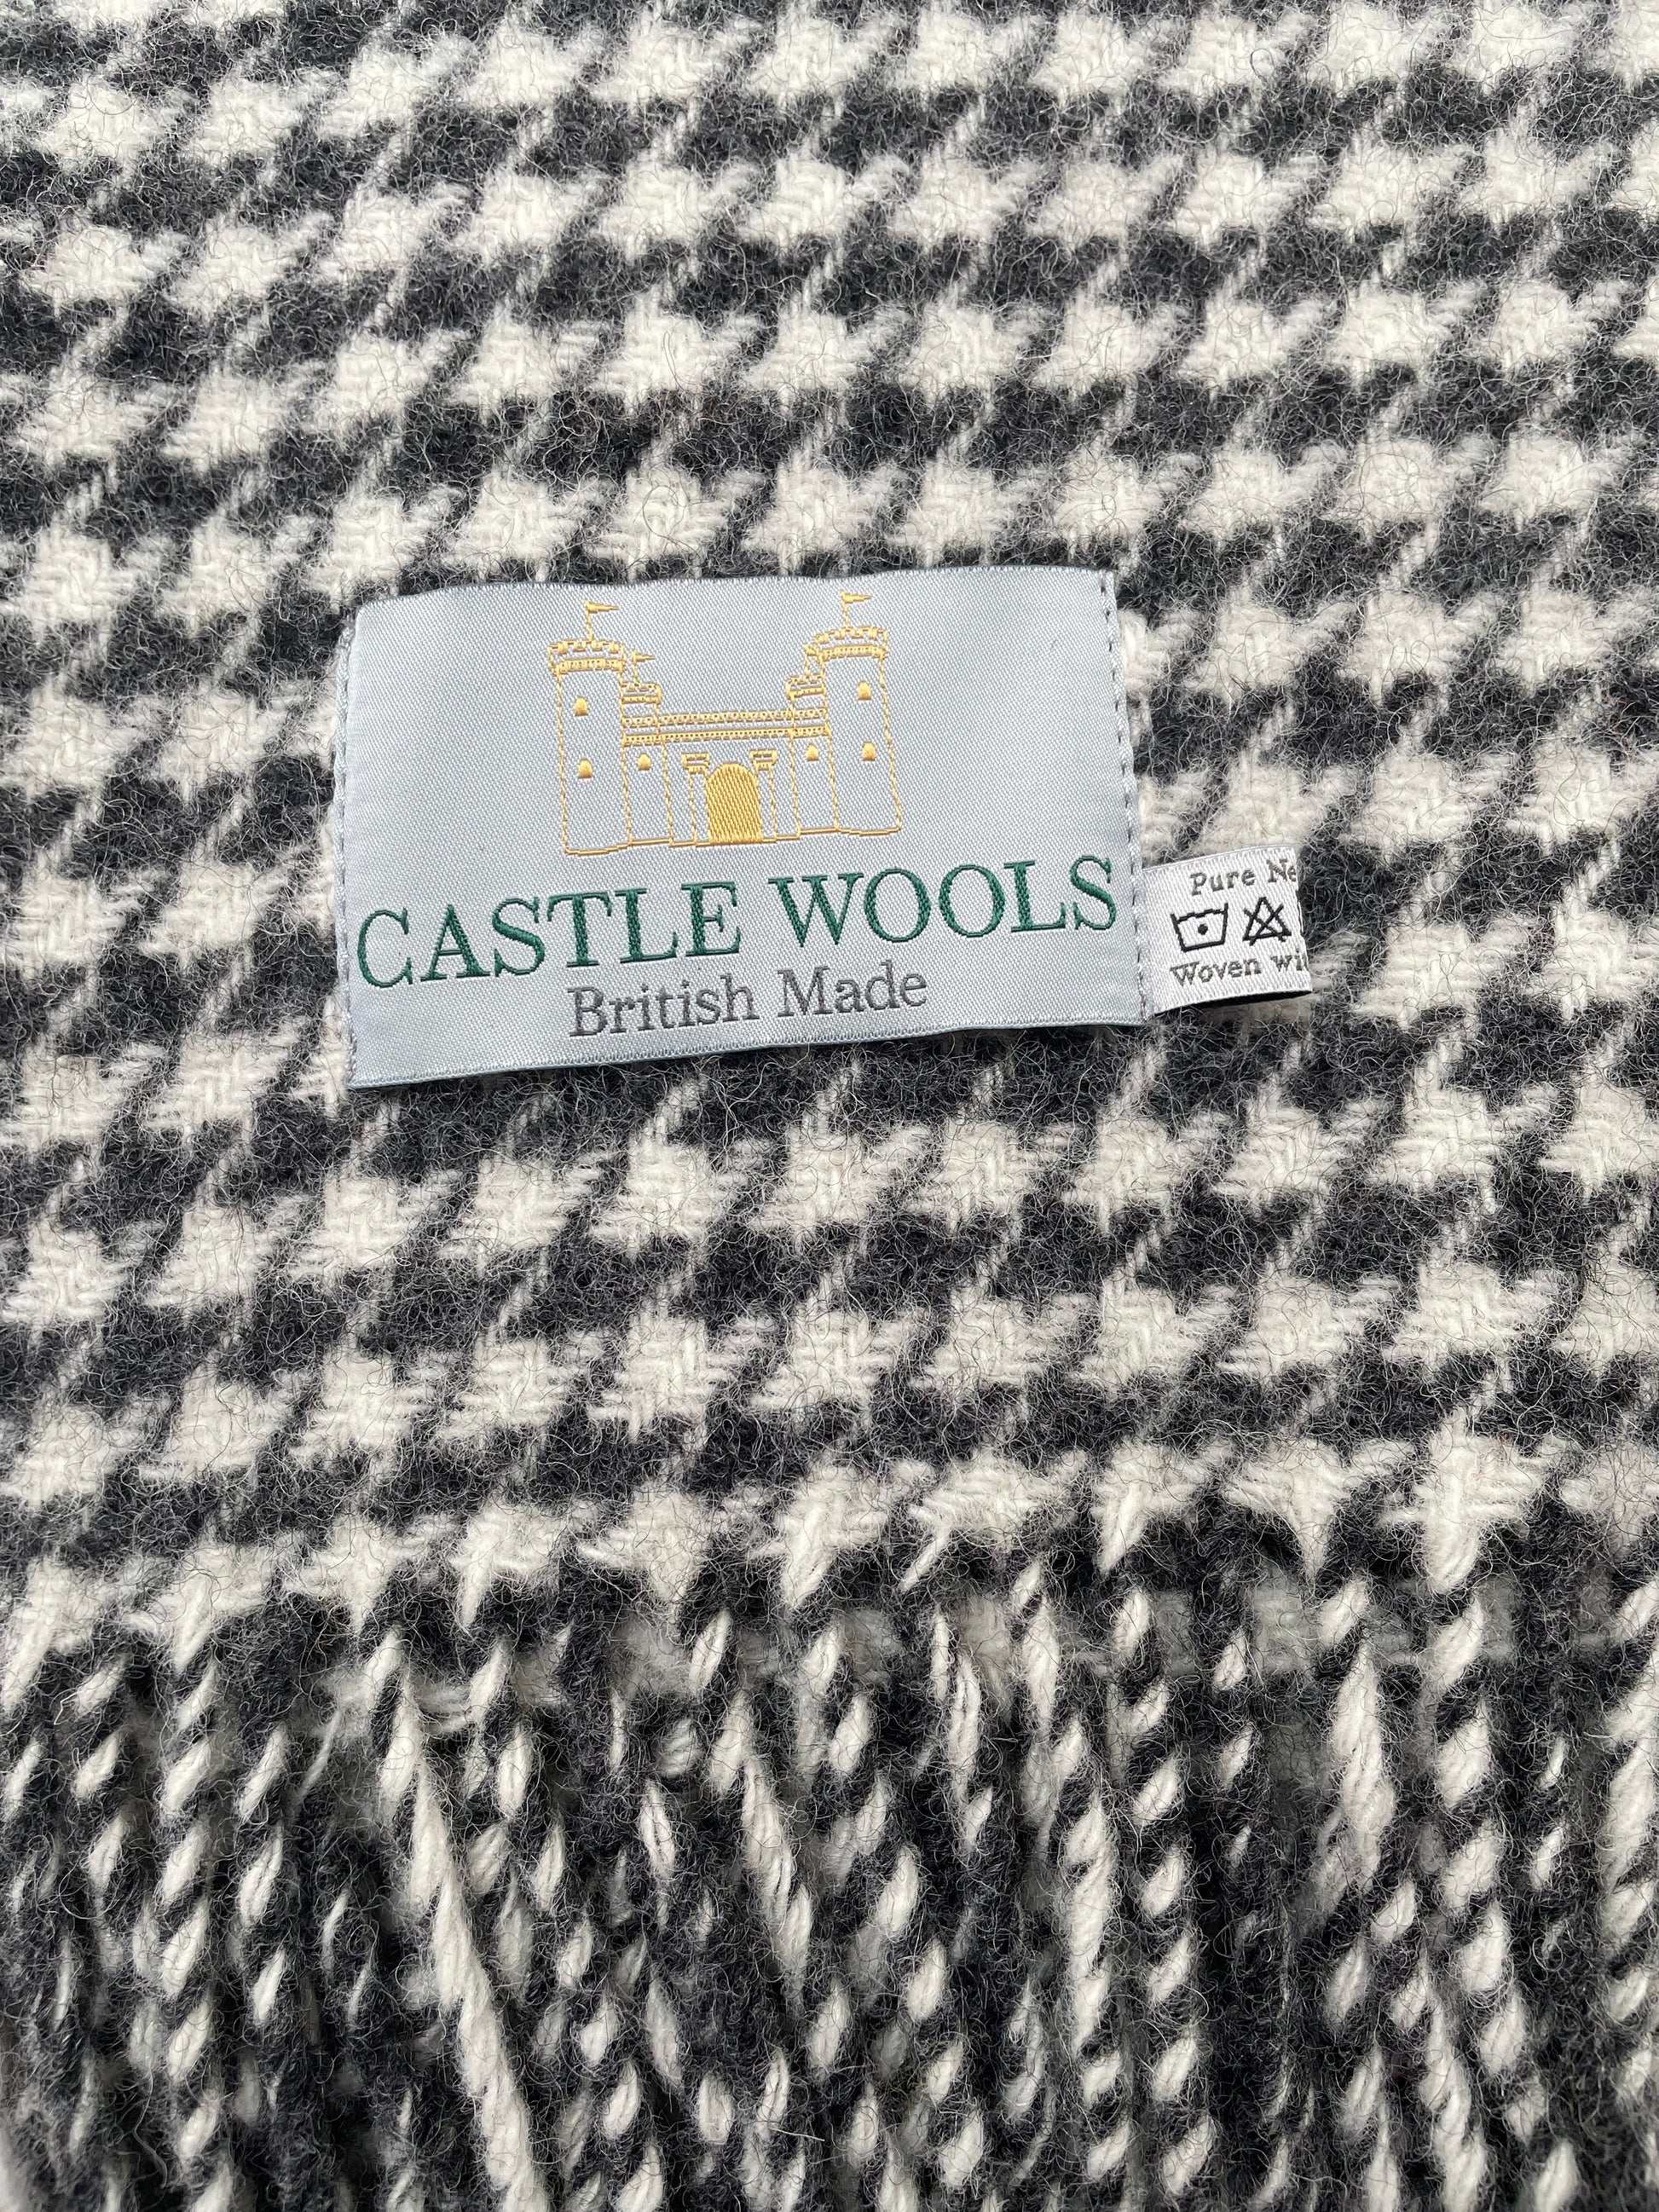 CASTLE WOOLS
British Made
Pure Ne
Woven wi